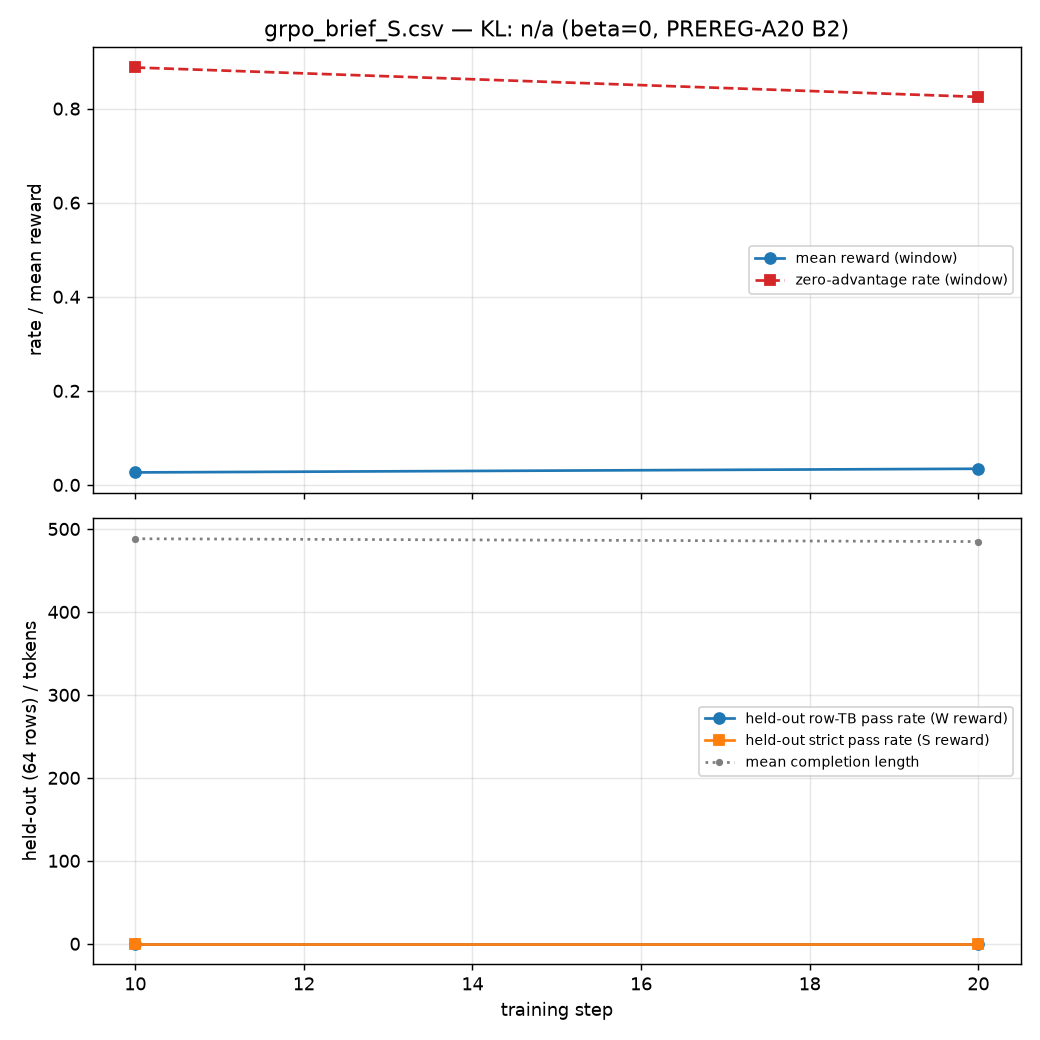 grpo_brief_S.csv — KL: n/a (beta=0, PREREG-A20 B2)
rate / mean reward
0.8
0.6
0.4
0.2
0.0
mean reward (window)
zero-advantage rate (window)
held-out (64 rows) / tokens
500
400
300
200
100
0
held-out row-TB pass rate (W reward)
held-out strict pass rate (S reward)
mean completion length
10
12
14
16
18
20
training step